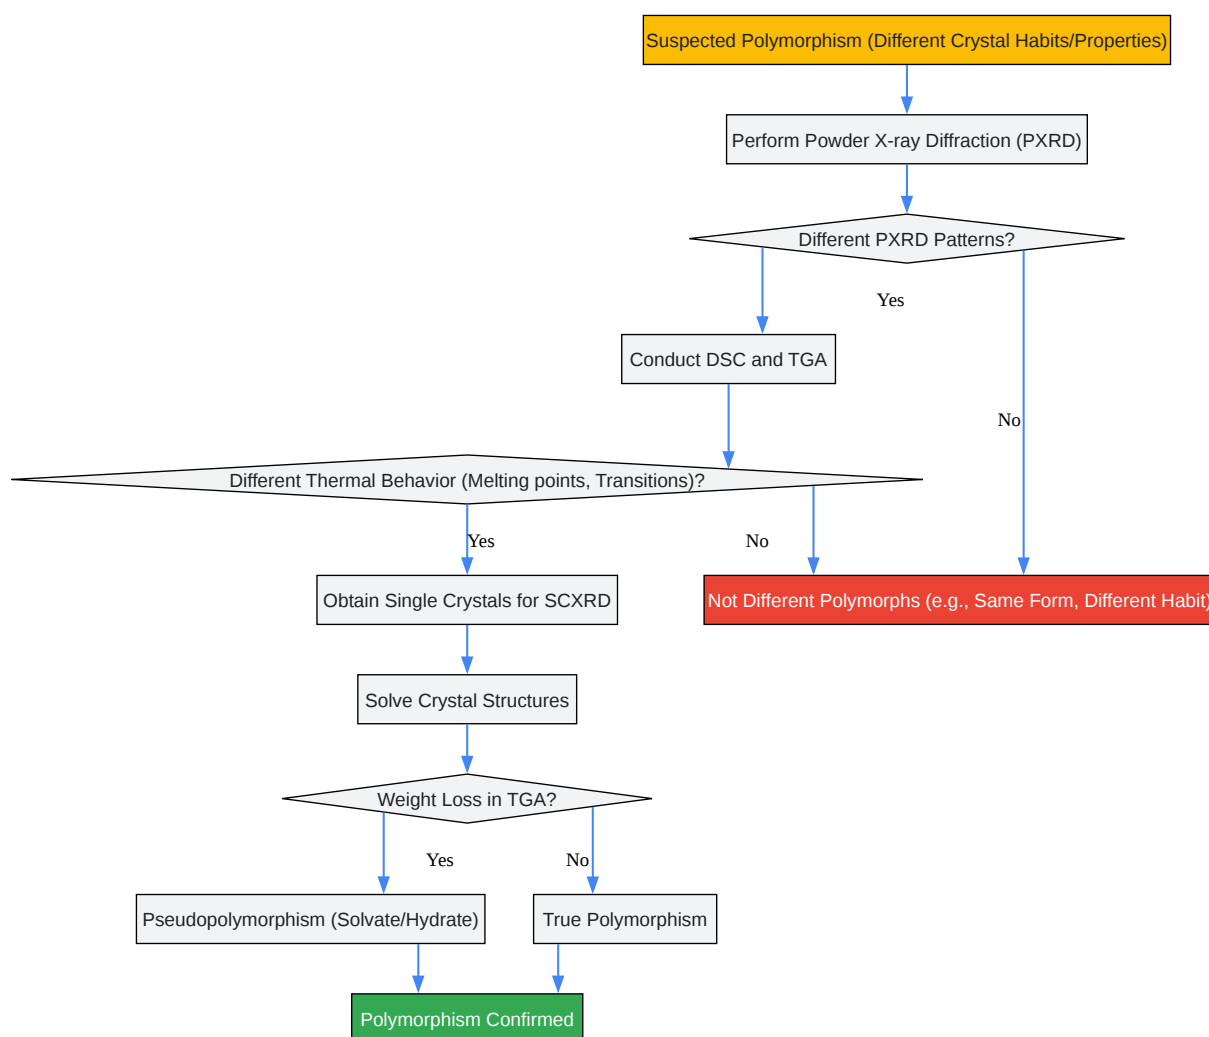 Suspected Polymorphism (Different Crystal Habits/Properties)
Perform Powder X-ray Diffraction (PXRD)
Different PXRD Patterns?
Yes
Conduct DSC and TGA
No
Different Thermal Behavior (Melting points, Transitions)?
Yes
No
Obtain Single Crystals for SCXRD
Not Different Polymorphs (e.g., Same Form, Different Habit)
Solve Crystal Structures
Weight Loss in TGA?
Yes
No
Pseudopolymorphism (Solvate/Hydrate)
True Polymorphism
Polymorphism Confirmed